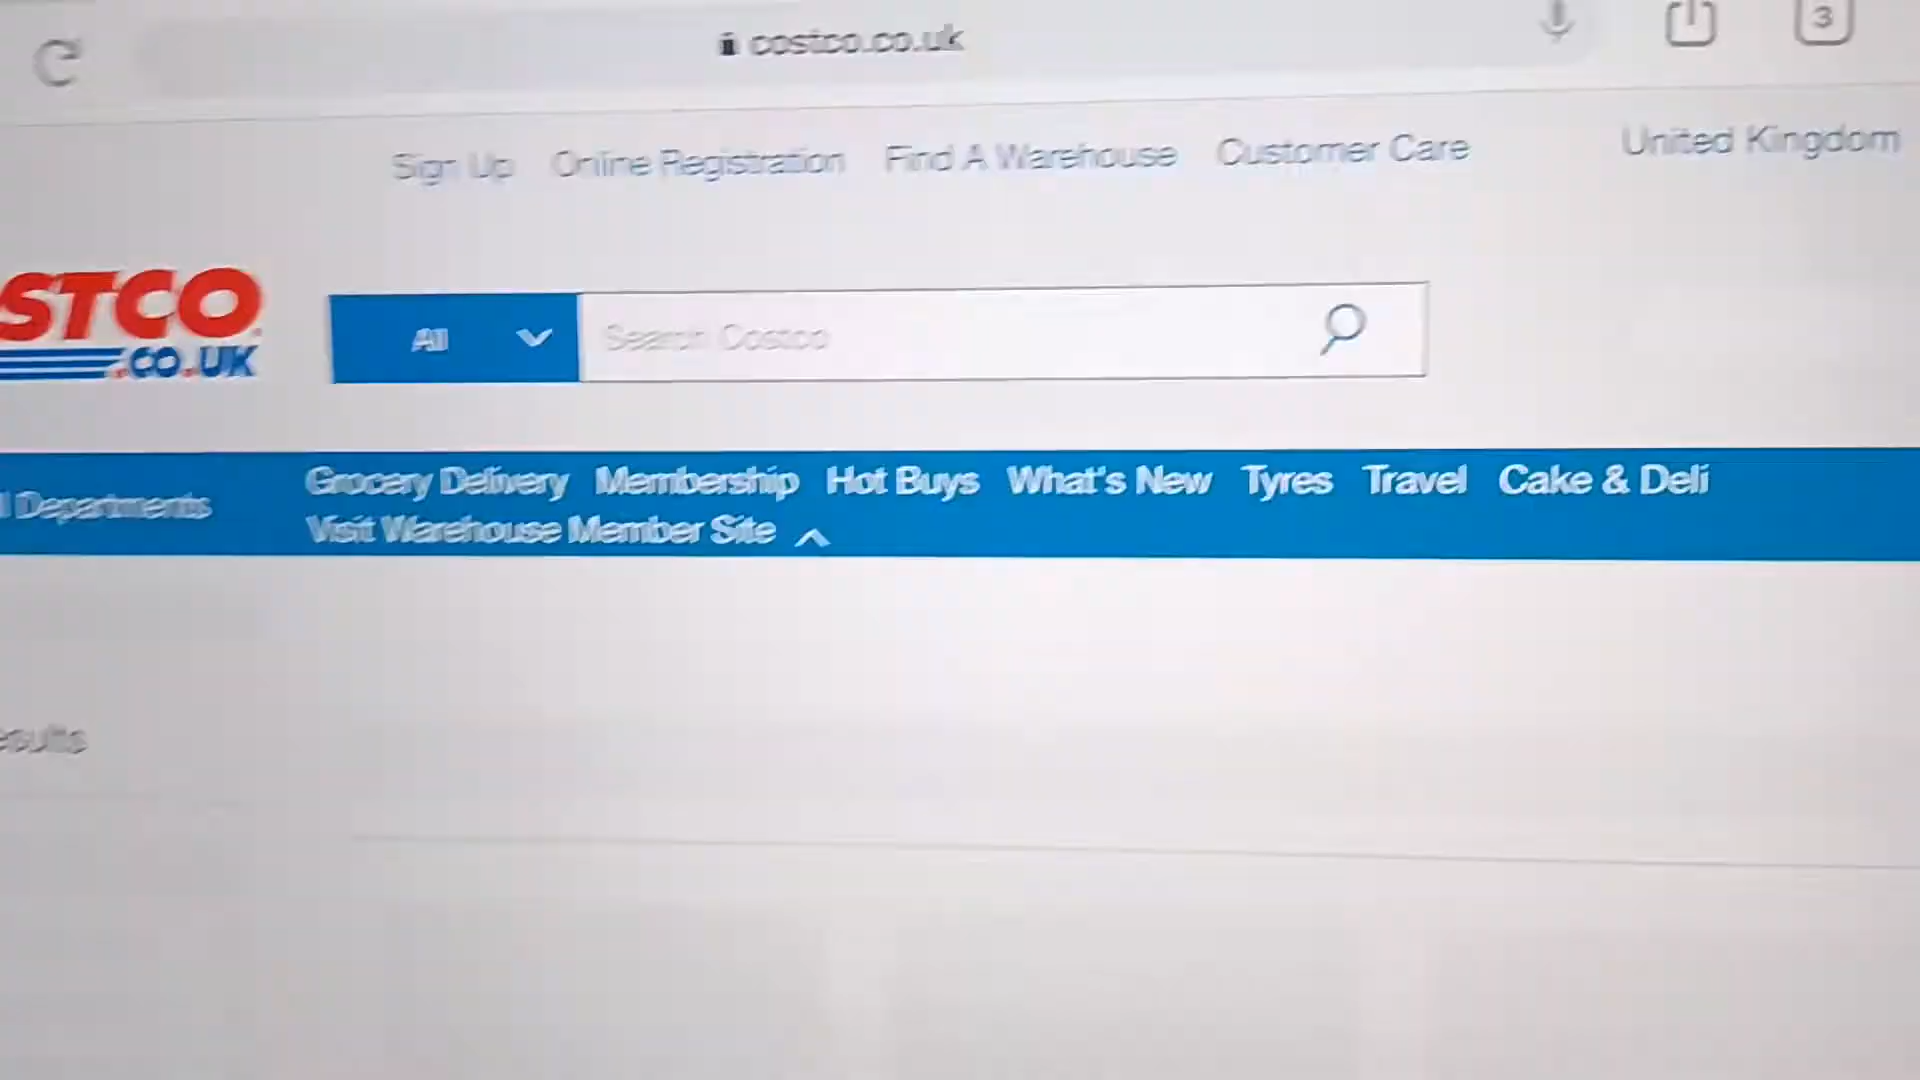 costco.co.uk
3
Sign Up Online Registration Find A Warehouse Customer Care United Kingdom
STCO
.CO.UK
All
Search Costco
Grocery Delivery Membership Hot Buys What's New Tyres Travel Cake & Deli
l Departments
Visit Warehouse Member Site
esults